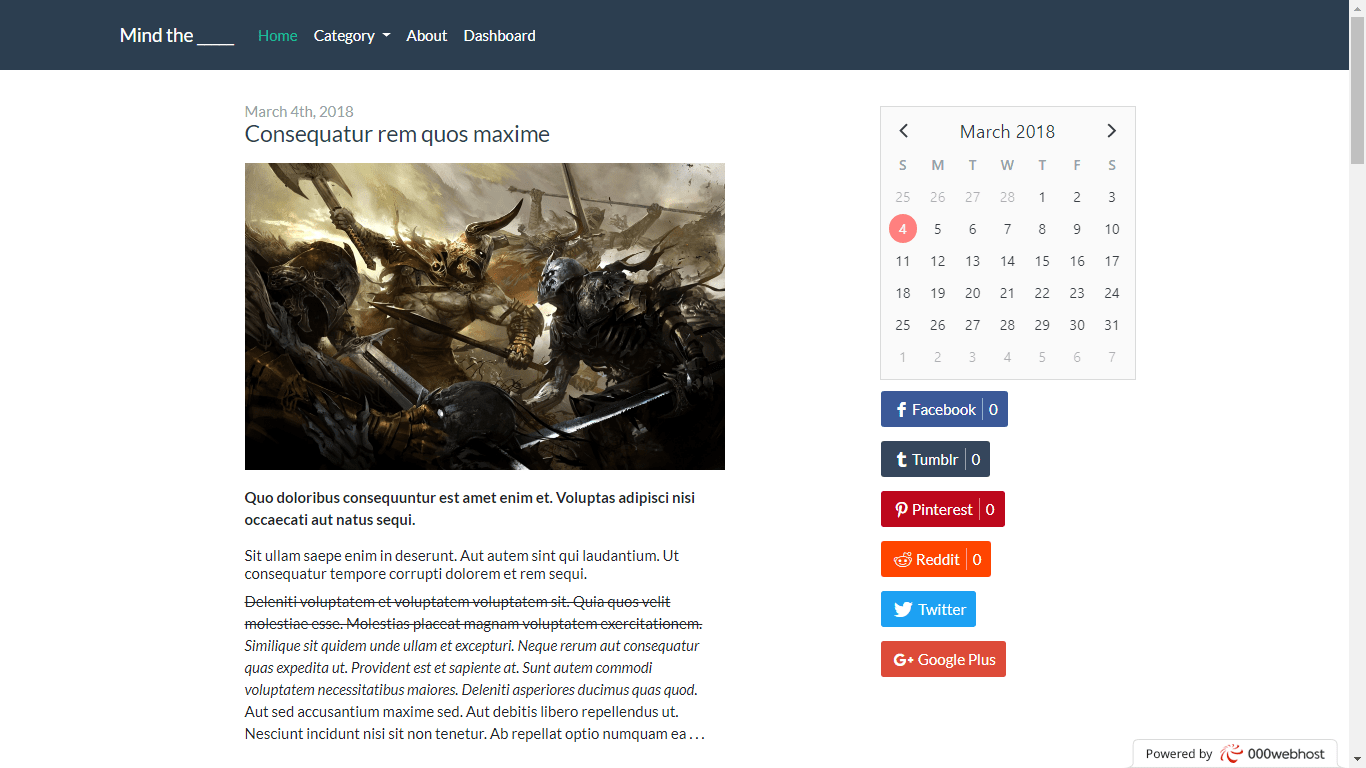 Mind the _____ Home Category About Dashboard
March 4th, 2018
Consequatur rem quos maxime
Quo doloribus consequuntur est amet enim et. Voluptas adipisci nisi
occaecati aut natus sequi.
Sit ullam saepe enim in deserunt. Aut autem sint qui laudantium. Ut
consequatur tempore corrupti dolorem et rem sequi.
Deleniti voluptatem et voluptatem voluptatem sit. Quia quos velit
molestiae esse. Molestias placeat magnam voluptatem exercitationem.
Similique sit quidem unde ullam et excepturi. Neque rerum aut consequatur
quas expedita ut. Provident est et sapiente at. Sunt autem commodi
voluptatem necessitatibus maiores. Deleniti asperiores ducimus quas quod.
Aut sed accusantium maxime sed. Aut debitis libero repellendus ut.
Nesciunt incidunt nisi sit non tenetur. Ab repellat optio numquam ea . . .
March 2018
S M T W T F S
25 26 27 28 1 2 3
4 5 6 7 8 9 10
11 12 13 14 15 16 17
18 19 20 21 22 23 24
25 26 27 28 29 30 31
1 2 3 4 5 6 7
Facebook 0
Tumblr 0
Pinterest 0
Reddit 0
Twitter
Google Plus
Powered by 000webhost